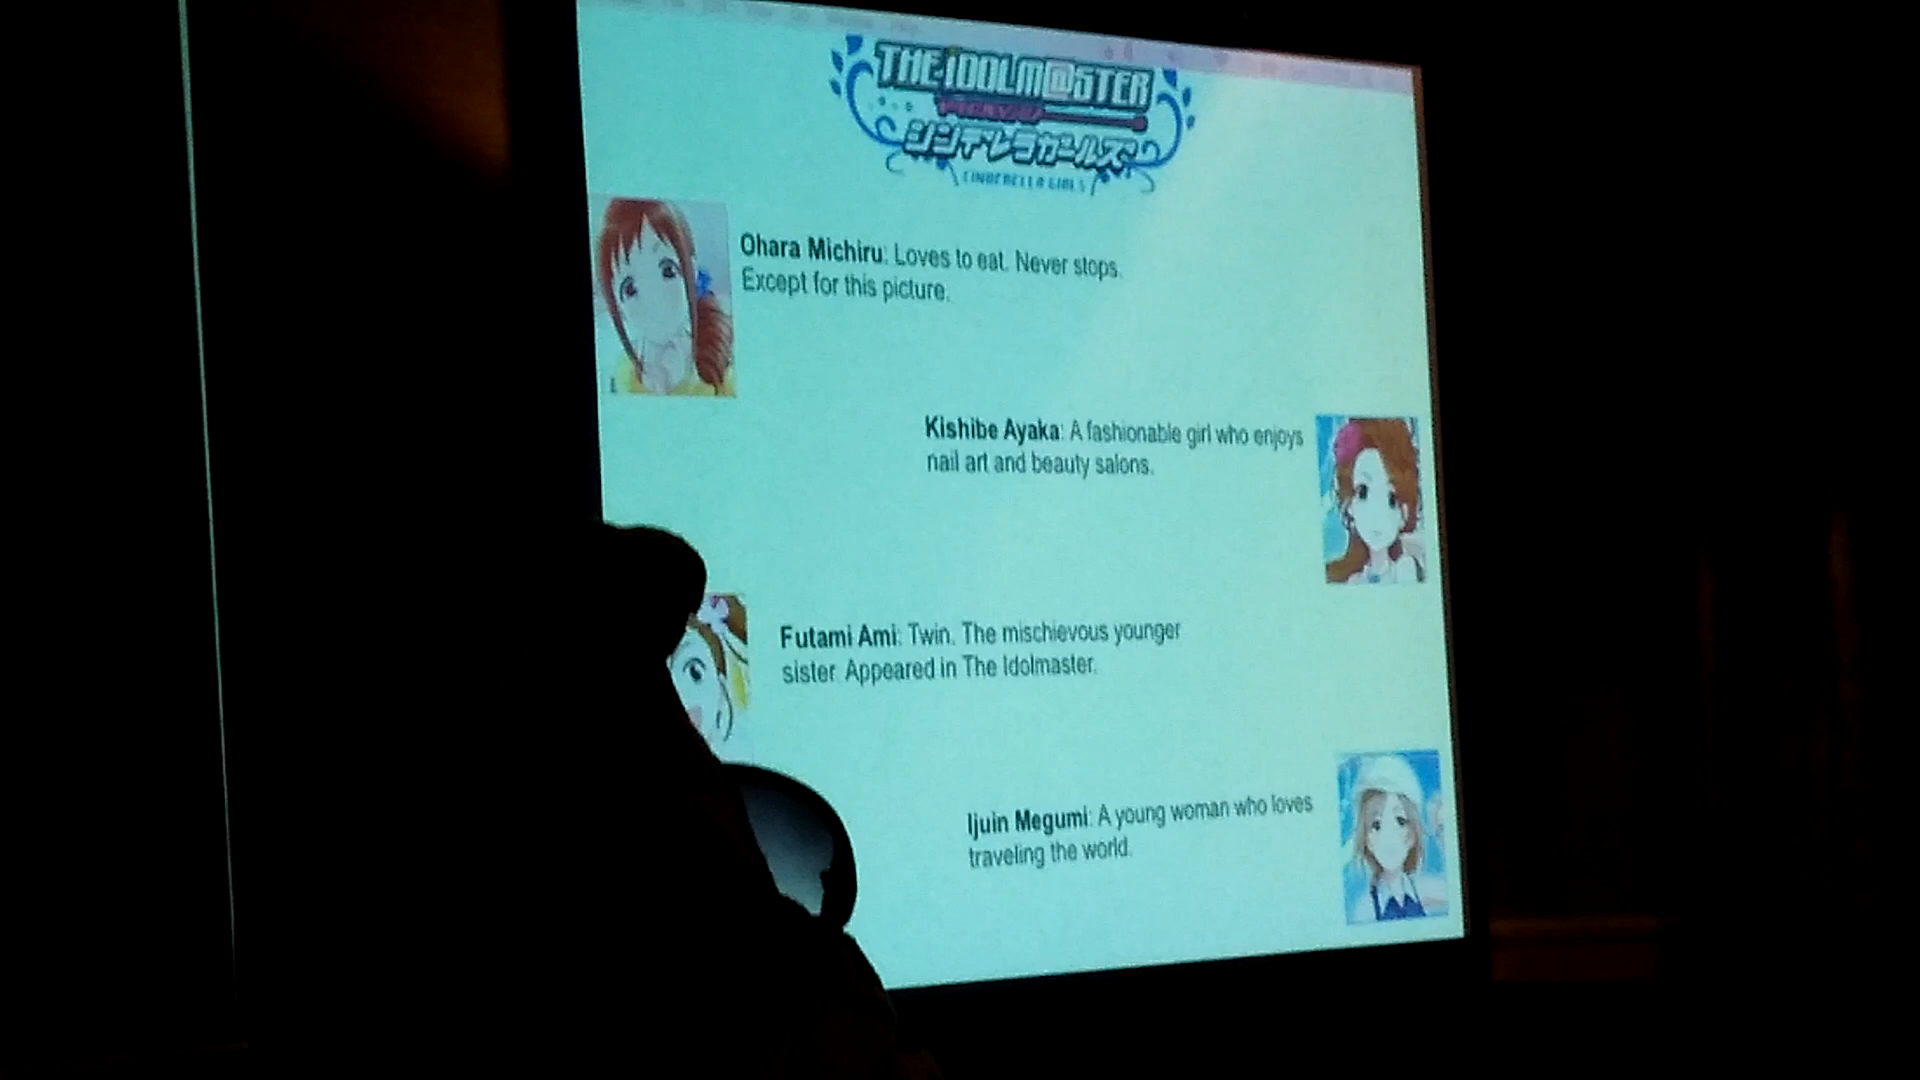 THE iDOLM@STER
シンデレラガールズ
CINDERELLA GIRLS
Ohara Michiru: Loves to eat. Never stops.
Except for this picture.
Kishibe Ayaka: A fashionable girl who enjoys
nail art and beauty salons.
Futami Ami: Twin. The mischievous younger
sister. Appeared in The Idolmaster.
Ijuin Megumi: A young woman who loves
traveling the world.